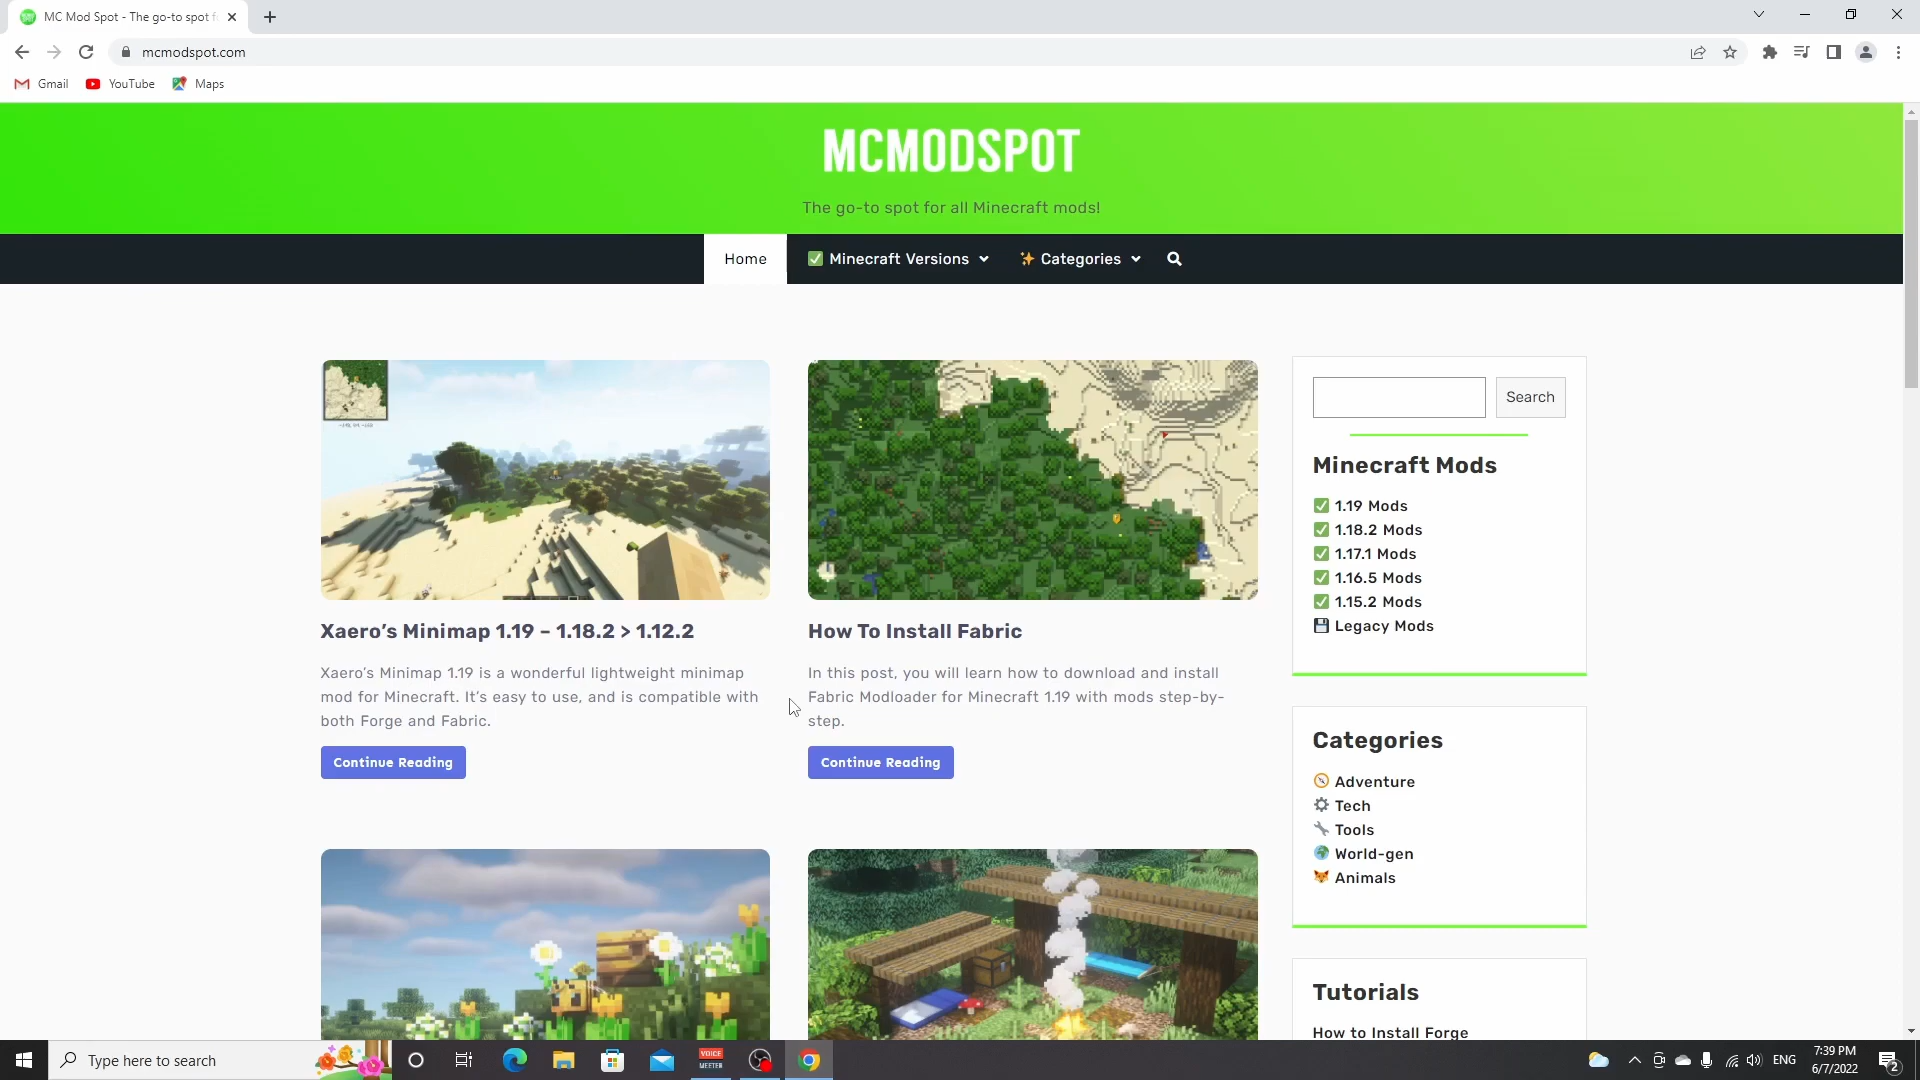 MC Mod Spot - The go-to spot f
mcmodspot.com
Gmail
YouTube
Maps
MCMODSPOT
The go-to spot for all Minecraft mods!
Home
✅ Minecraft Versions
✨ Categories
Xaero's Minimap 1.19 – 1.18.2 > 1.12.2
Xaero's Minimap 1.19 is a wonderful lightweight minimap
mod for Minecraft. It's easy to use, and is compatible with
both Forge and Fabric.
Continue Reading
How To Install Fabric
In this post, you will learn how to download and install
Fabric Modloader for Minecraft 1.19 with mods step-by-
step.
Continue Reading
Search
Minecraft Mods
✅ 1.19 Mods
✅ 1.18.2 Mods
✅ 1.17.1 Mods
✅ 1.16.5 Mods
✅ 1.15.2 Mods
💾 Legacy Mods
Categories
🧭 Adventure
⚙ Tech
🔧 Tools
🌍 World-gen
🦊 Animals
Tutorials
How to Install Forge
Type here to search
VOICE
MEETER
ENG
7:39 PM
6/7/2022
2